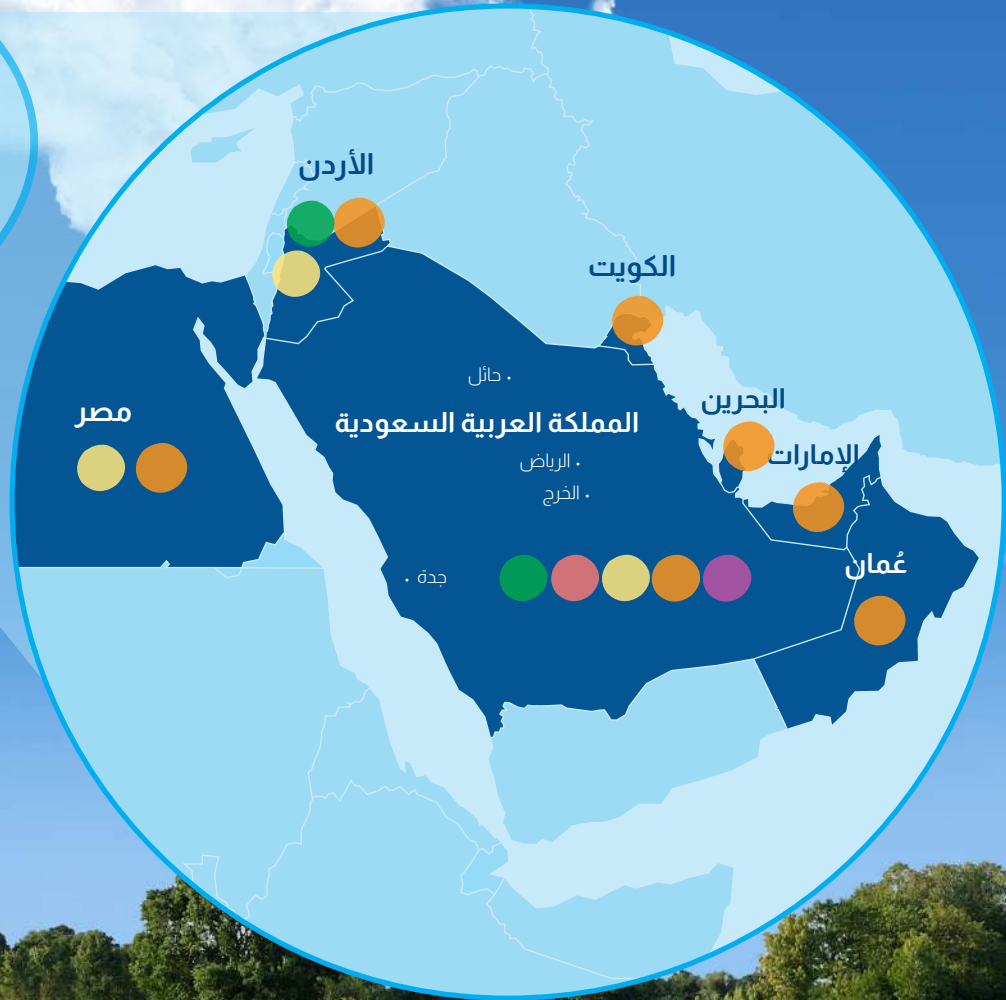 الأردن
الكويت
حائل
البحرين
مصر
المملكة العربية السعودية
الإمارات
الرياض
الخرج
عُمان
جدة